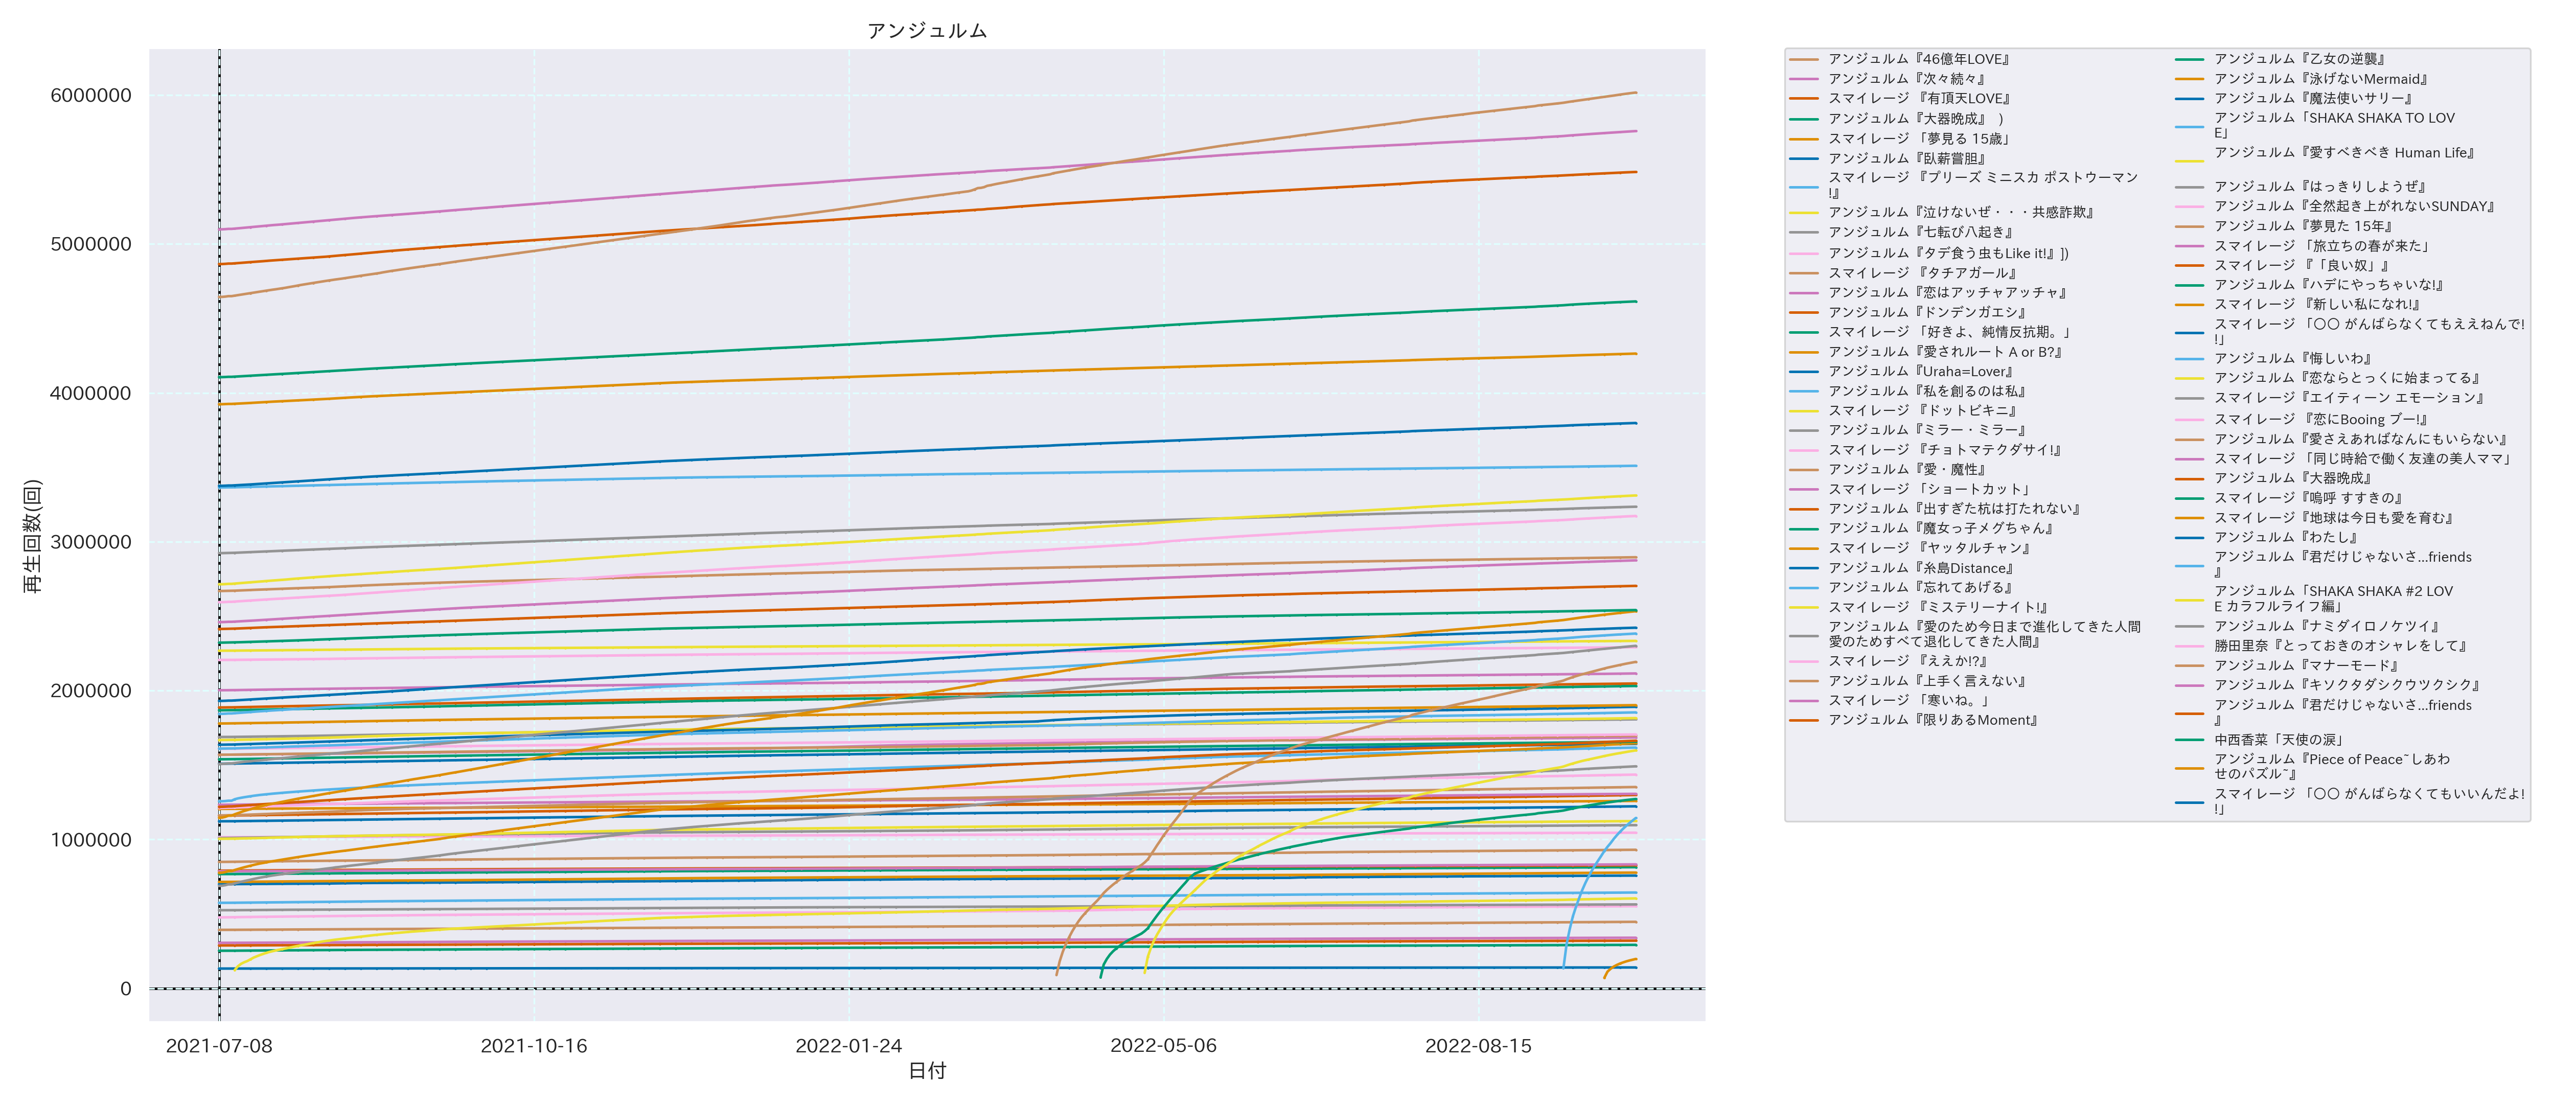 アンジュルム
6000000
5000000
4000000
3000000
2000000
1000000
0
再生回数(回)
2021-07-08
2021-10-16
2022-01-24
2022-05-06
2022-08-15
日付
アンジュルム『46億年LOVE』
アンジュルム『次々続々』
スマイレージ 『有頂天LOVE』
アンジュルム『大器晩成』 )
スマイレージ 「夢見る 15歳」
アンジュルム『臥薪嘗胆』
スマイレージ 『プリーズ ミニスカ ポストウーマン
!』
アンジュルム『泣けないぜ・・・共感詐欺』
アンジュルム『七転び八起き』
アンジュルム『タデ食う虫もLike it!』])
スマイレージ 『タチアガール』
アンジュルム『恋はアッチャアッチャ』
アンジュルム『ドンデンガエシ』
スマイレージ 「好きよ、純情反抗期。」
アンジュルム『愛されルート A or B?』
アンジュルム『Uraha=Lover』
アンジュルム『私を創るのは私』
スマイレージ 『ドットビキニ』
アンジュルム『ミラー・ミラー』
スマイレージ 『チョトマテクダサイ!』
アンジュルム『愛・魔性』
スマイレージ 「ショートカット」
アンジュルム『出すぎた杭は打たれない』
アンジュルム『魔女っ子メグちゃん』
スマイレージ 『ヤッタルチャン』
アンジュルム『糸島Distance』
アンジュルム『忘れてあげる』
スマイレージ 『ミステリーナイト!』
アンジュルム『愛のため今日まで進化してきた人間
愛のためすべて退化してきた人間』
スマイレージ 『ええか!?』
アンジュルム『上手く言えない』
スマイレージ 「寒いね。」
アンジュルム『限りあるMoment』
アンジュルム『乙女の逆襲』
アンジュルム『泳げないMermaid』
アンジュルム『魔法使いサリー』
アンジュルム「SHAKA SHAKA TO LOV
E」
アンジュルム『愛すべきべき Human Life』
アンジュルム『はっきりしようぜ』
アンジュルム『全然起き上がれないSUNDAY』
アンジュルム『夢見た 15年』
スマイレージ 「旅立ちの春が来た」
スマイレージ 『「良い奴」』
アンジュルム『ハデにやっちゃいな!』
スマイレージ 『新しい私になれ!』
スマイレージ 「〇〇 がんばらなくてもええねんで!
!」
アンジュルム『悔しいわ』
アンジュルム『恋ならとっくに始まってる』
スマイレージ 『エイティーン エモーション』
スマイレージ 『恋にBooing ブー!』
アンジュルム『愛さえあればなんにもいらない』
スマイレージ 「同じ時給で働く友達の美人ママ」
アンジュルム『大器晩成』
スマイレージ『嗚呼 すすきの』
スマイレージ『地球は今日も愛を育む』
アンジュルム『わたし』
アンジュルム『君だけじゃないさ...friends
』
アンジュルム「SHAKA SHAKA #2 LOV
E カラフルライフ編」
アンジュルム『ナミダイロノケツイ』
勝田里奈『とっておきのオシャレをして』
アンジュルム『マナーモード』
アンジュルム『キソクタダシクウツクシク』
アンジュルム『君だけじゃないさ...friends
』
中西香菜「天使の涙」
アンジュルム『Piece of Peace~しあわ
せのパズル~』
スマイレージ 「〇〇 がんばらなくてもいいんだよ!
!」